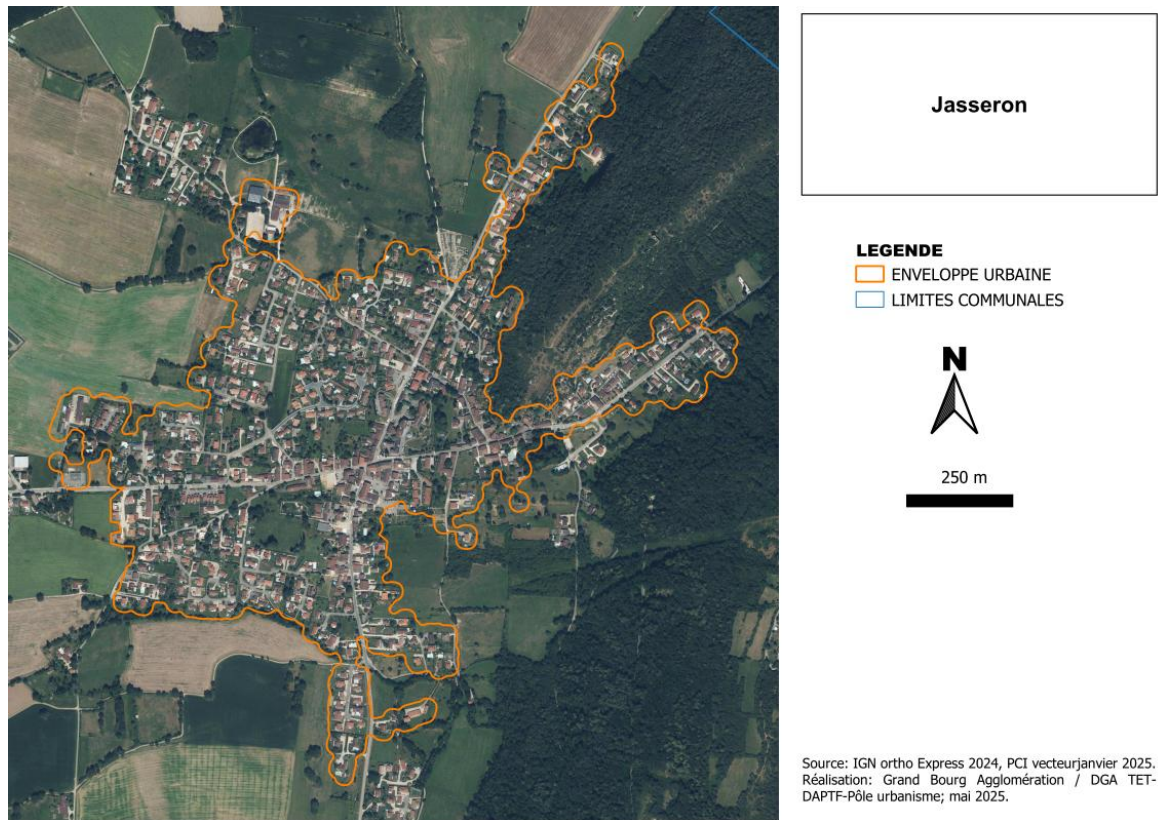 Jasseron
LEGENDE
ENVELOPPE URBAINE
LIMITES COMMUNALES
N
250 m
Source: IGN ortho Express 2024, PCI vecteurjanvier 2025.
Réalisation: Grand Bourg Agglomération / DGA TET-
DAPTF-Pôle urbanisme; mai 2025.